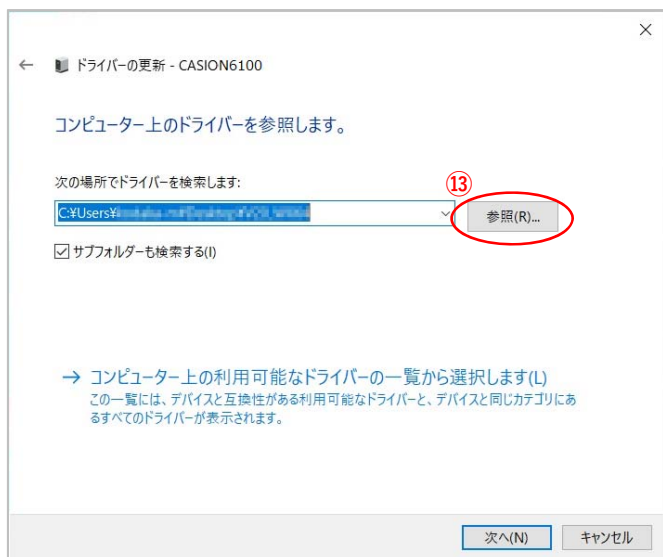 ← ドライバーの更新 - CASION6100
コンピューター上のドライバーを参照します。
次の場所でドライバーを検索します:
⑬
C:¥Users¥
参照(R)...
サブフォルダーも検索する(I)
→ コンピューター上の利用可能なドライバーの一覧から選択します(L)
この一覧には、デバイスと互換性がある利用可能なドライバーと、デバイスと同じカテゴリにあ
るすべてのドライバーが表示されます。
次へ(N) キャンセル